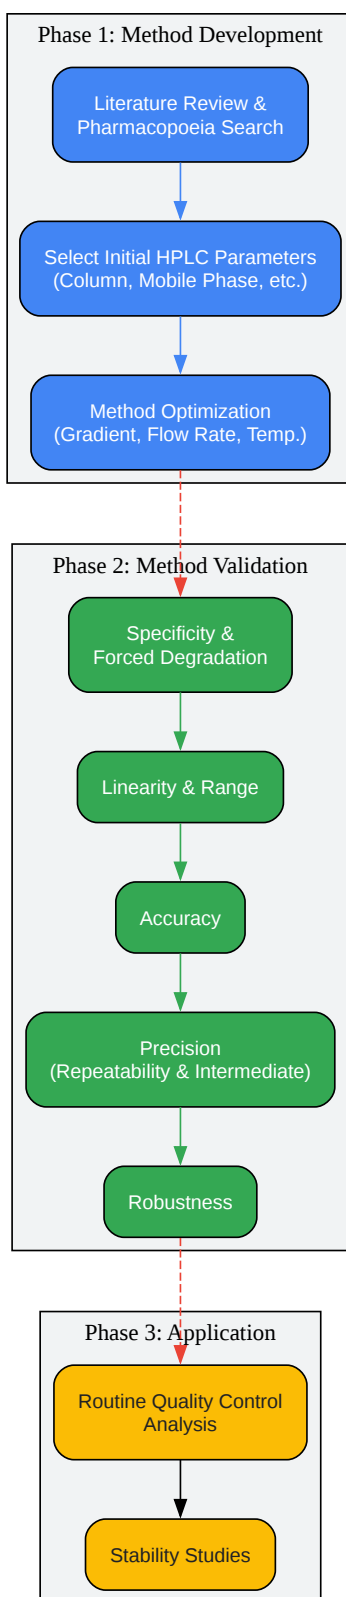 Phase 1: Method Development
Literature Review &
Pharmacopoeia Search
Select Initial HPLC Parameters
(Column, Mobile Phase, etc.)
Method Optimization
(Gradient, Flow Rate, Temp.)
Phase 2: Method Validation
Specificity &
Forced Degradation
Linearity & Range
Accuracy
Precision
(Repeatability & Intermediate)
Robustness
Phase 3: Application
Routine Quality Control
Analysis
Stability Studies